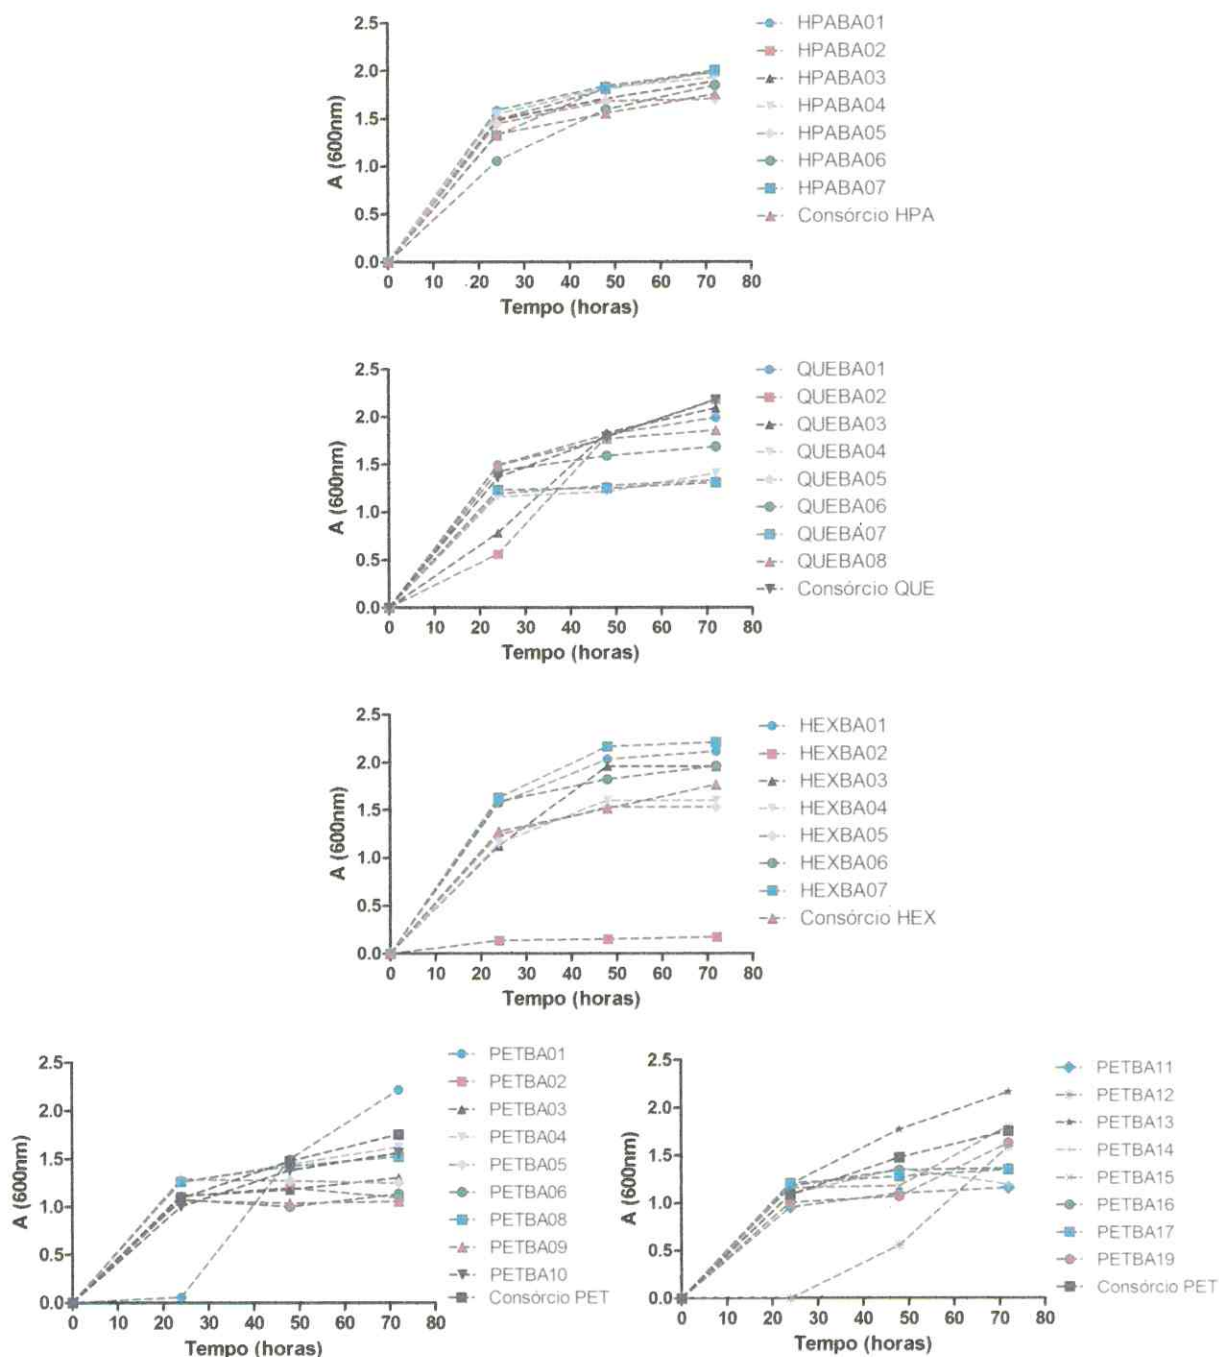 2.5
2.0
1.5
1.0
0.5
0.0
A (600nm)
0 10 20 30 40 50 60 70 80
Tempo (horas)
HPABA01
HPABA02
HPABA03
HPABA04
HPABA05
HPABA06
HPABA07
Consórcio HPA
2.5
2.0
1.5
1.0
0.5
0.0
A (600nm)
0 10 20 30 40 50 60 70 80
Tempo (horas)
QUEBA01
QUEBA02
QUEBA03
QUEBA04
QUEBA05
QUEBA06
QUEBA07
QUEBA08
Consórcio QUE
2.5
2.0
1.5
1.0
0.5
0.0
A (600nm)
0 10 20 30 40 50 60 70 80
Tempo (horas)
HEXBA01
HEXBA02
HEXBA03
HEXBA04
HEXBA05
HEXBA06
HEXBA07
Consórcio HEX
2.5
2.0
1.5
1.0
0.5
0.0
A (600nm)
0 10 20 30 40 50 60 70 80
Tempo (horas)
PETBA01
PETBA02
PETBA03
PETBA04
PETBA05
PETBA06
PETBA08
PETBA09
PETBA10
Consórcio PET
2.5
2.0
1.5
1.0
0.5
0.0
A (600nm)
0 10 20 30 40 50 60 70 80
Tempo (horas)
PETBA11
PETBA12
PETBA13
PETBA14
PETBA15
PETBA16
PETBA17
PETBA19
Consórcio PET